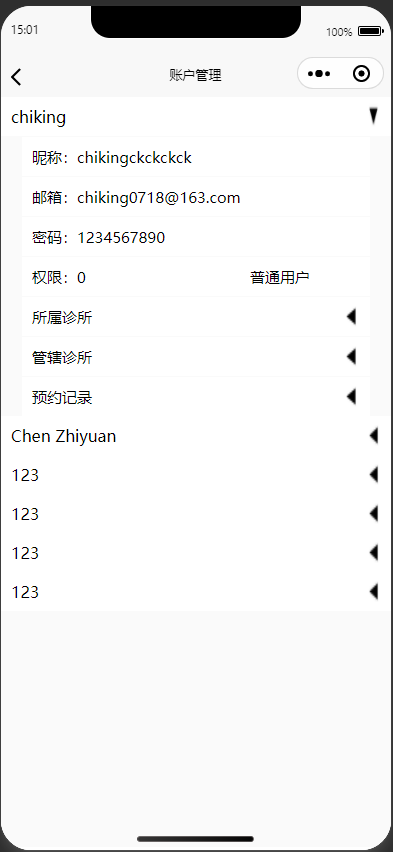 15:01
100%
账户管理
chiking
昵称：chikingckckckck
邮箱：chiking0718@163.com
密码：1234567890
权限：0 普通用户
所属诊所
管辖诊所
预约记录
Chen Zhiyuan
123
123
123
123